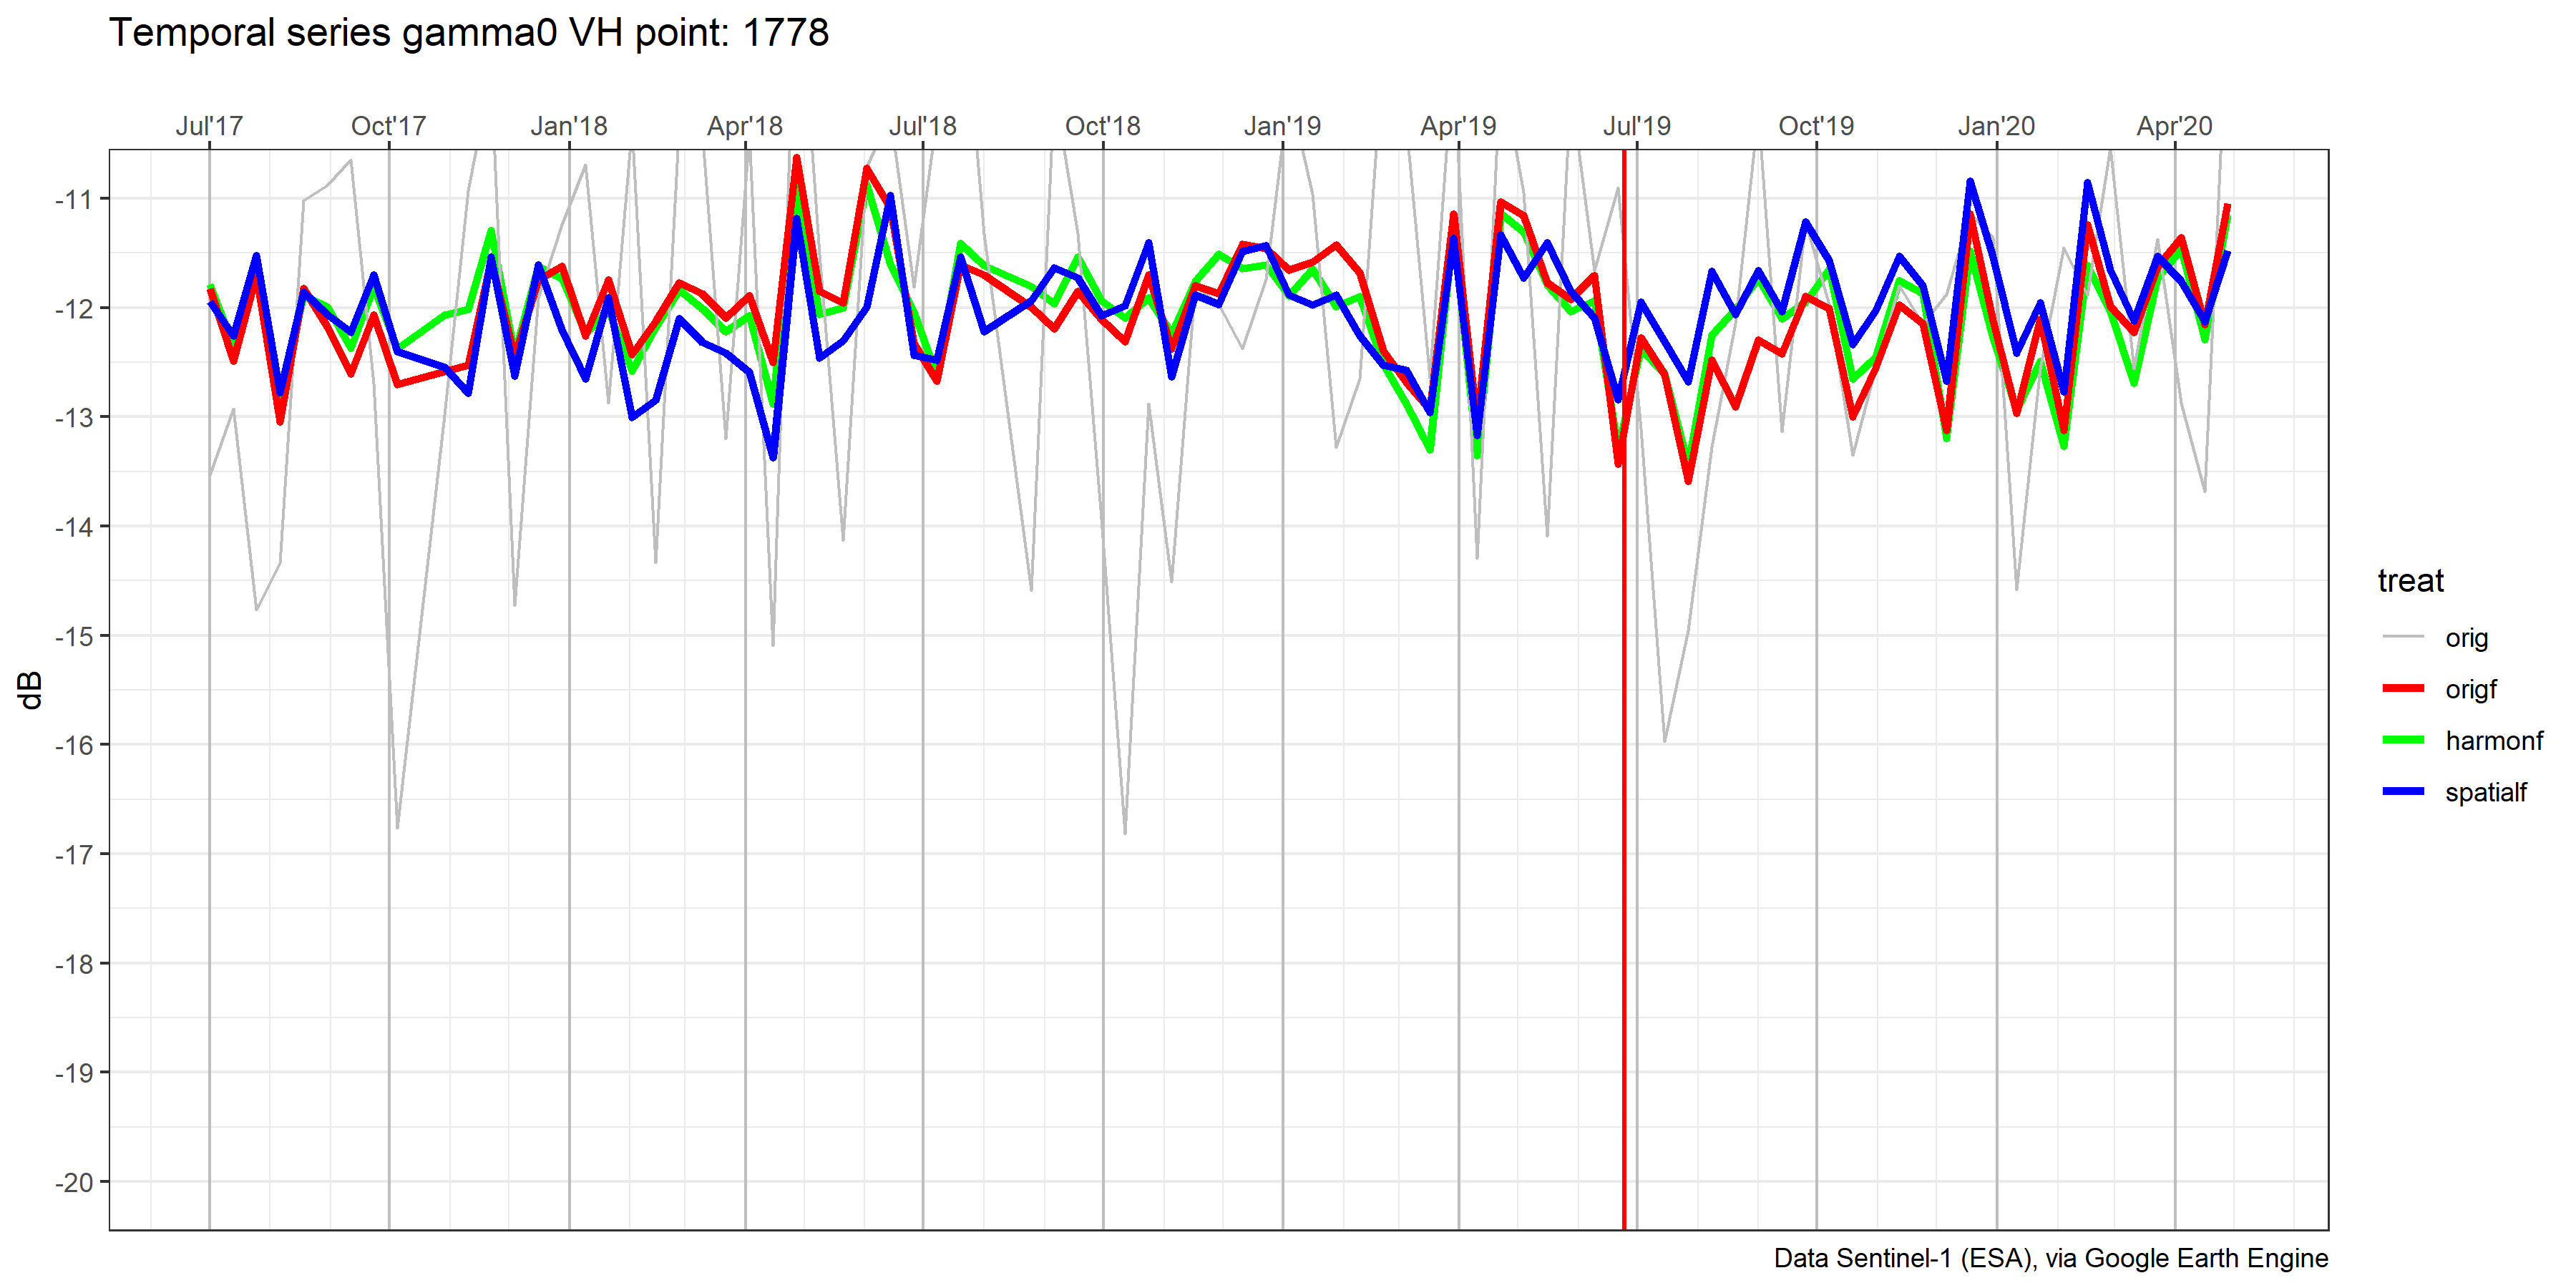 Temporal series gamma0 VH point: 1778
Jul'17 Oct'17 Jan'18 Apr'18 Jul'18 Oct'18 Jan'19 Apr'19 Jul'19 Oct'19 Jan'20 Apr'20
-11
-12
-13
-14
-15
-16
-17
-18
-19
-20
dB
treat
orig
origf
harmonf
spatialf
Data Sentinel-1 (ESA), via Google Earth Engine